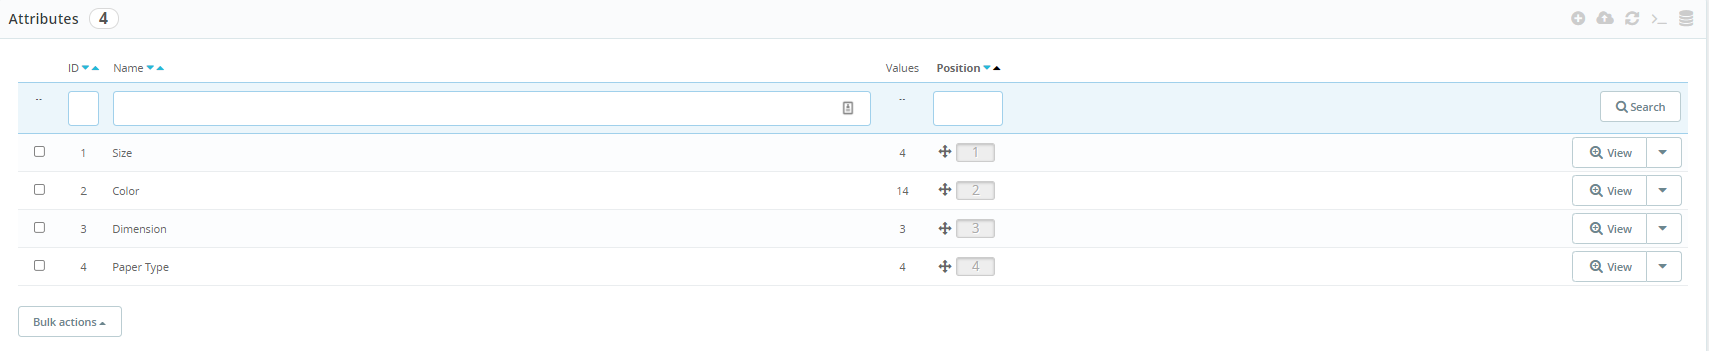 Attributes 4
ID Name Values Position
-- -- Search
1 Size 4 1 View
2 Color 14 2 View
3 Dimension 3 3 View
4 Paper Type 4 4 View
Bulk actions